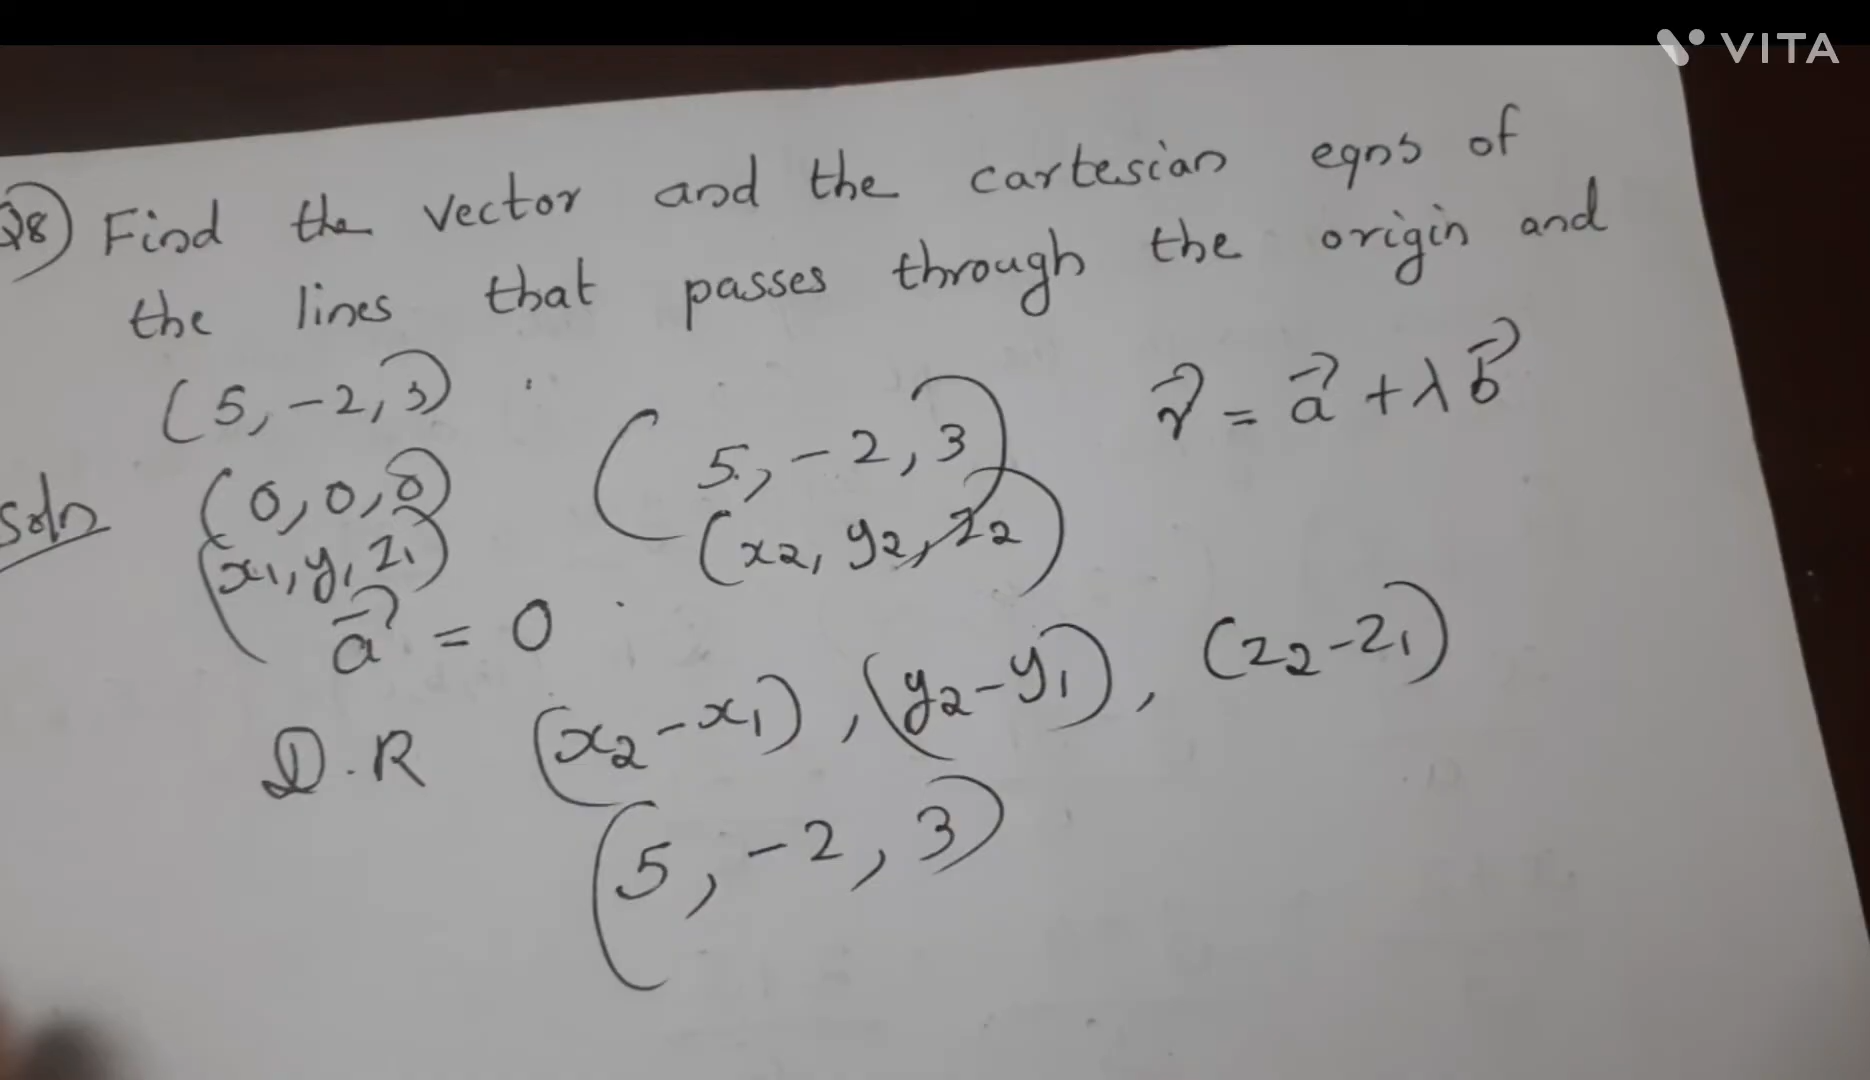 VITA
Q8) Find the vector and the cartesian eqns of
the lines that passes through the origin and
(5, -2, 3)
r⃗ = a⃗ + λ b⃗
Soln (0, 0, 0) (5, -2, 3)
(x₁, y₁, z₁) (x₂, y₂, z₂)
a⃗ = 0
D.R (x₂ - x₁), (y₂ - y₁), (z₂ - z₁)
(5, -2, 3)